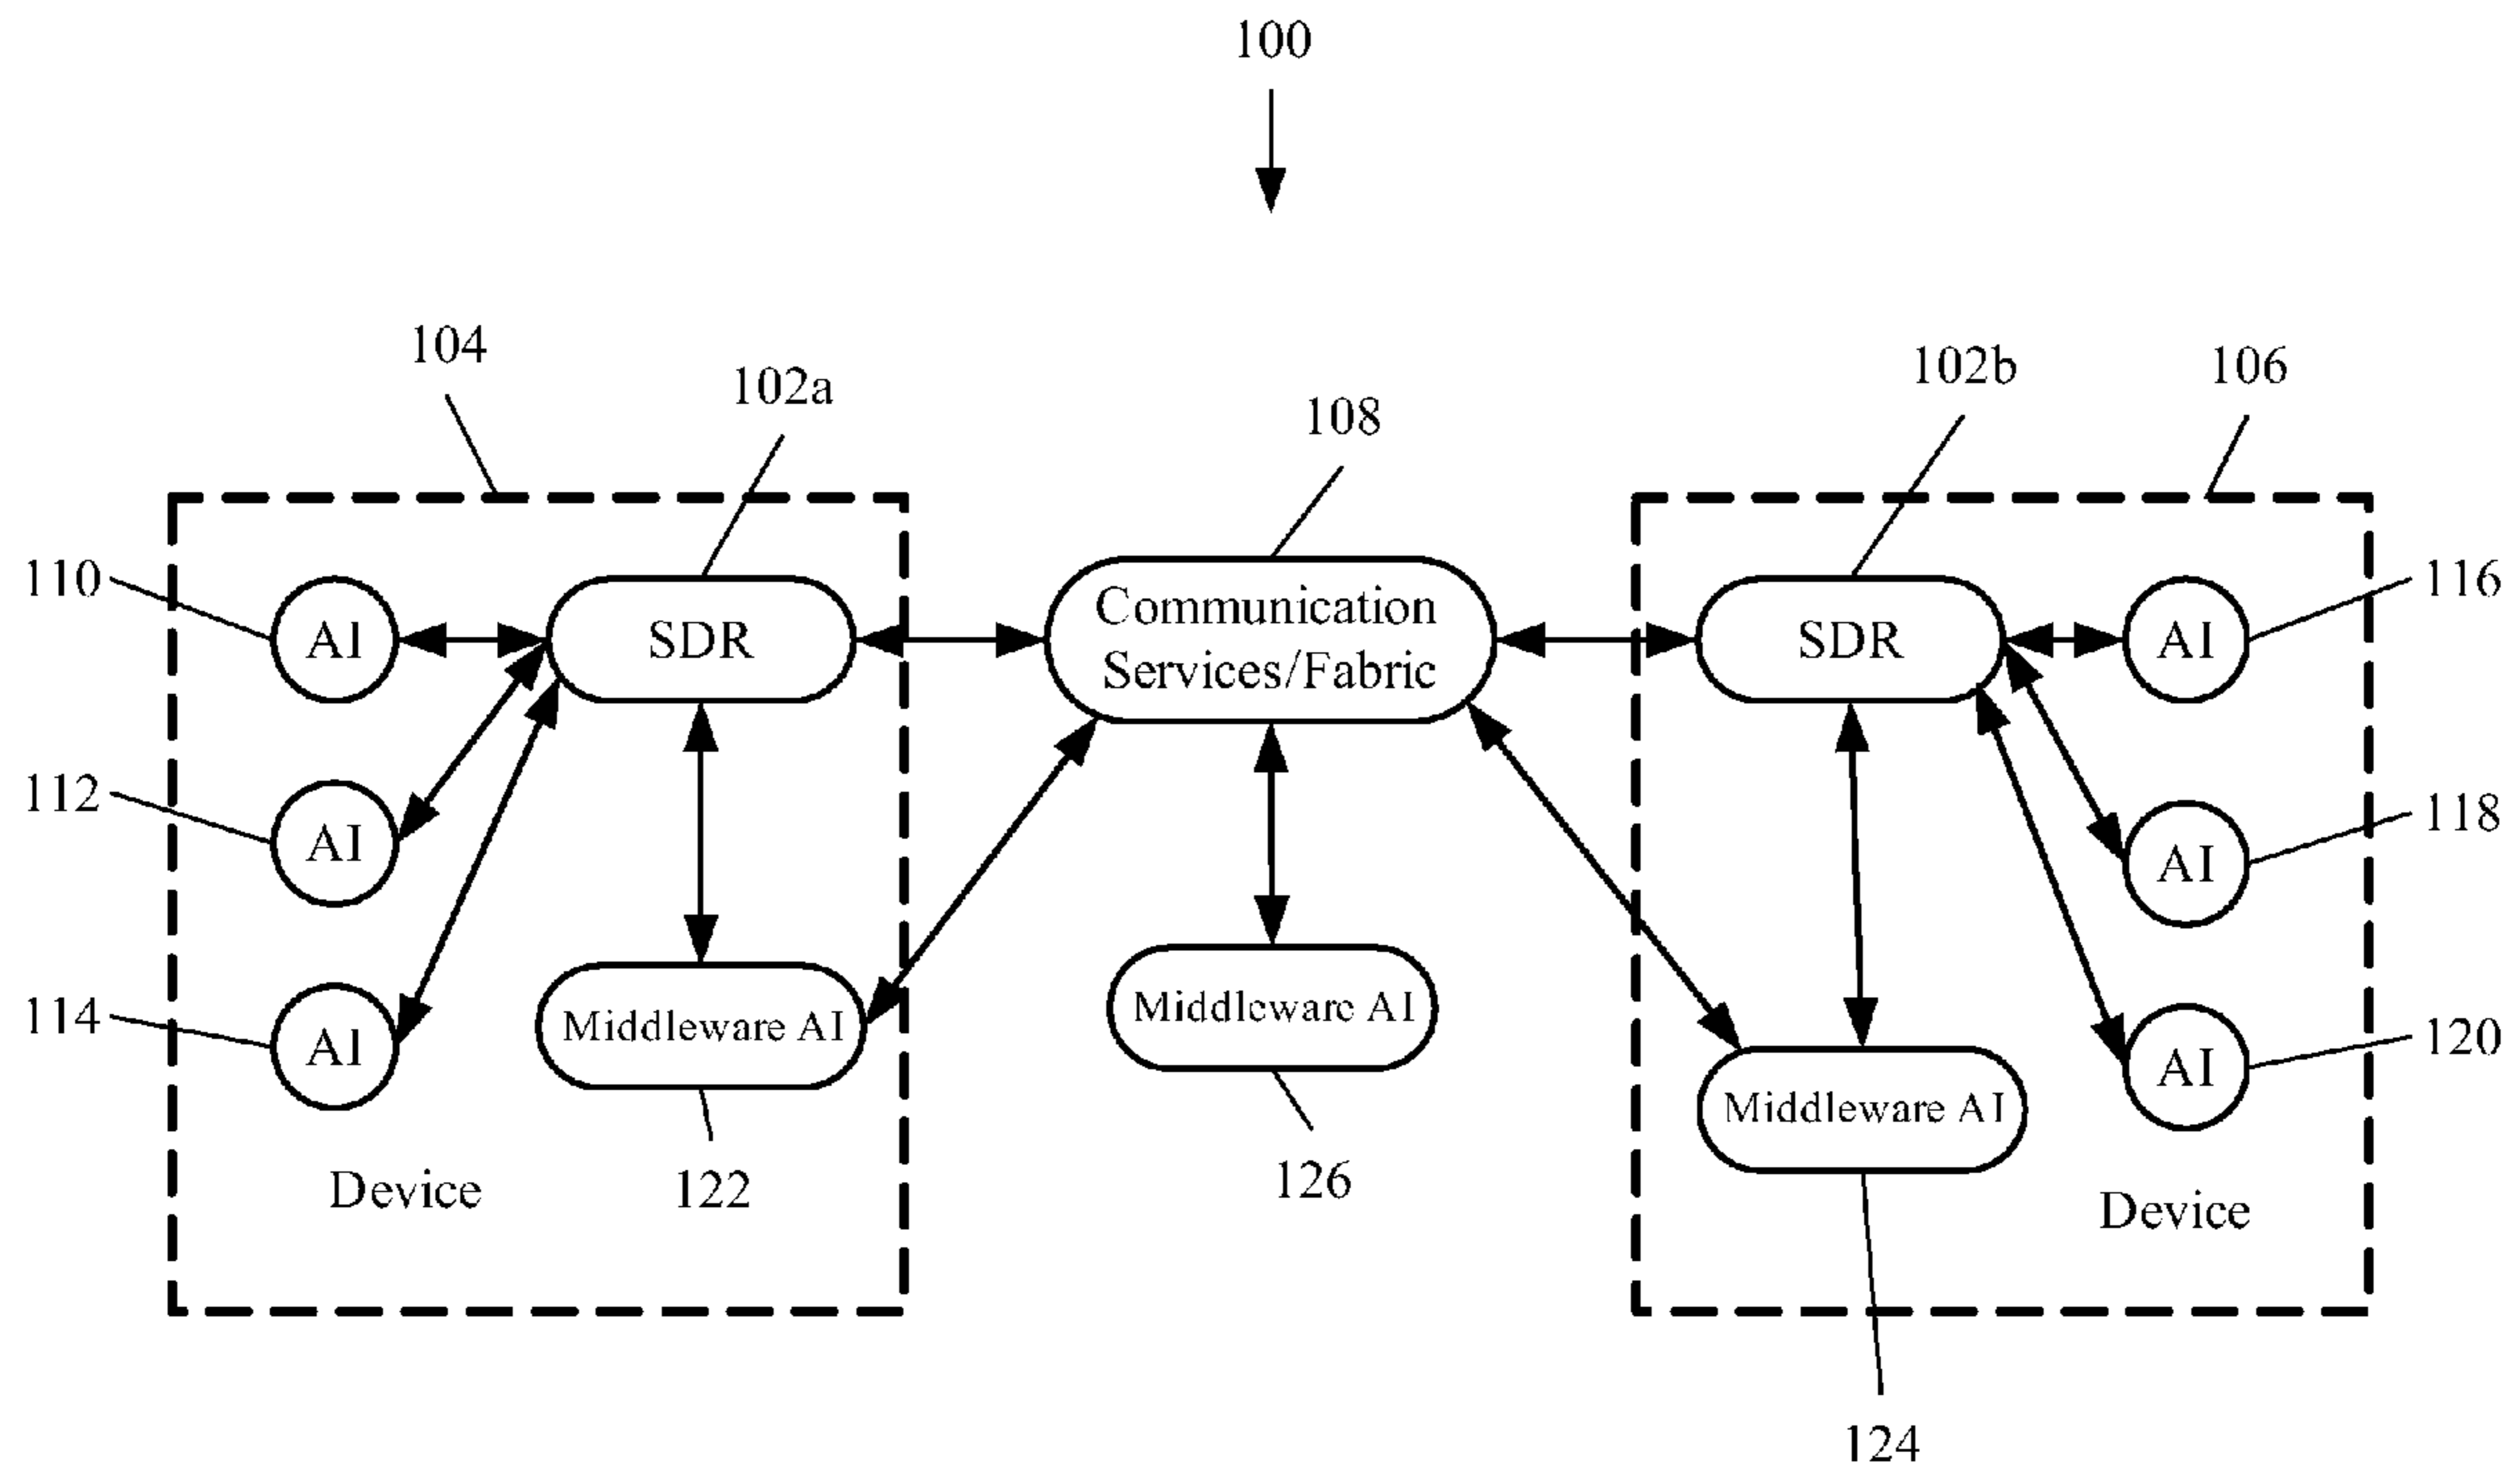 100
104
102a
108
102b
106
110
AI
SDR
Communication
Services/Fabric
SDR
AI
116
112
AI
AI
118
114
AI
Middleware AI
Middleware AI
AI
120
Middleware AI
Device
122
126
Device
124